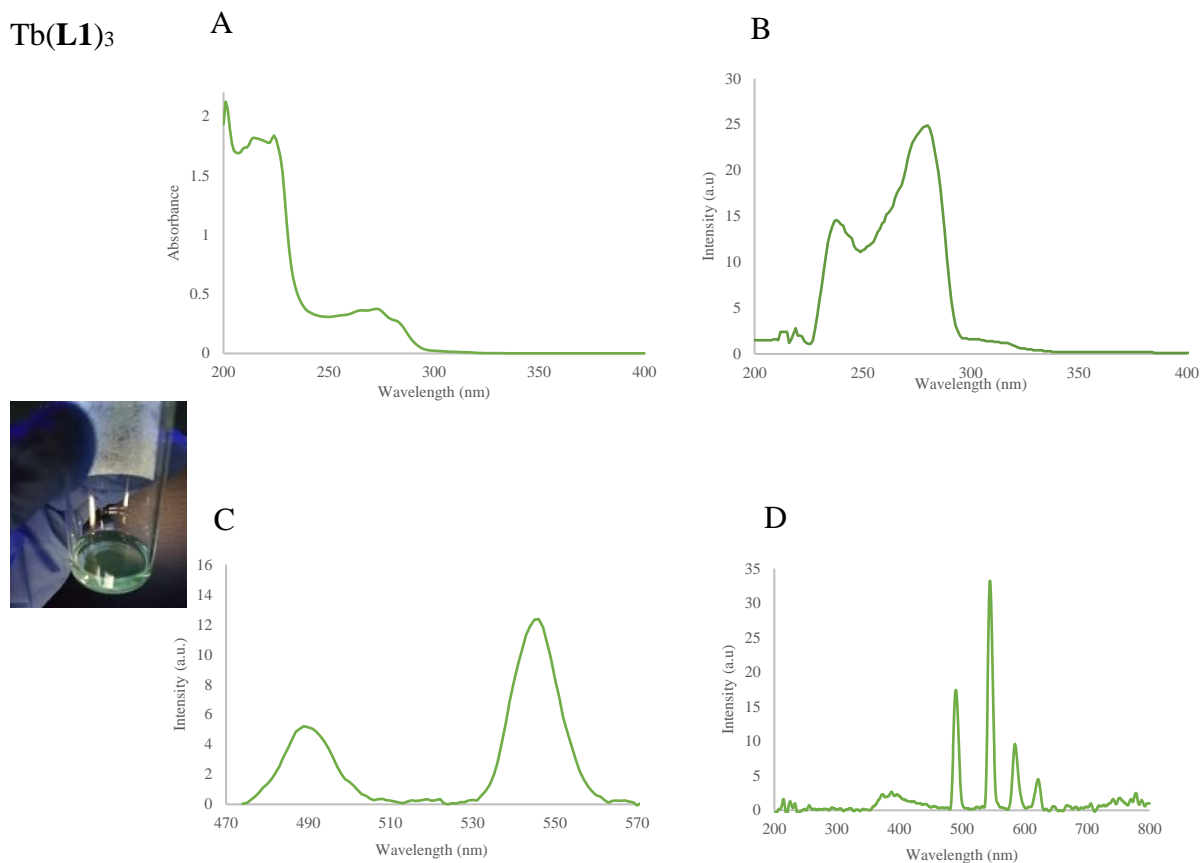 Tb(L1)3
A
2
1.5
1
0.5
0
Absorbance
200 250 300 350 400
Wavelength (nm)
B
30
25
20
15
10
5
0
Intensity (a.u)
200 250 300 350 400
Wavelength (nm)
C
16
14
12
10
8
6
4
2
0
Intensity (a.u.)
470 490 510 530 550 570
Wavelength (nm)
D
35
30
25
20
15
10
5
0
Intensity (a.u)
200 300 400 500 600 700 800
Wavelength (nm)